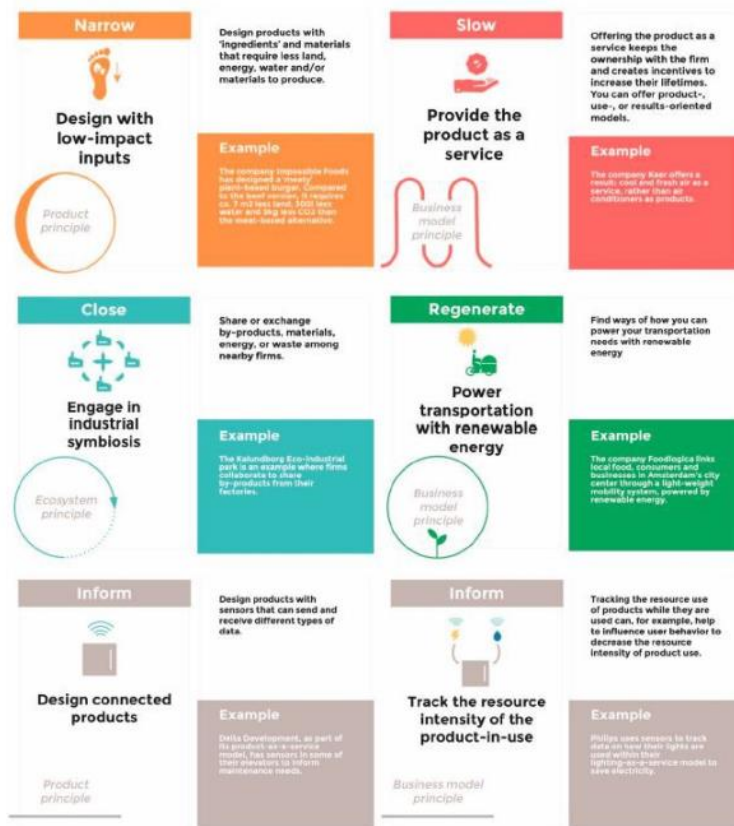 Narrow
Design with
low-impact
inputs
Product
principle
Design products with
'ingredients' and materials
that require less land,
energy, water and/or
materials to produce.
Example
The company Impossible Foods
has designed a 'meaty'
plant-based burger. Compared
to the beef version, it requires
ca. 7 m2 less land,
water and 3kg less CO2 than
the meat-based alternative.
Slow
Provide the
product as a
service
Business
model
principle
Offering the product as a
service keeps the
ownership with the firm
and creates incentives to
increase their lifetimes.
You can offer product-,
use-, or results-oriented
models.
Example
The company Kaer offers a
result: cool and fresh air as a
service, rather than air
conditioners as products.
Close
Engage in
industrial
symbiosis
Ecosystem
principle
Share or exchange
by-products, materials,
energy, or waste among
nearby firms.
Example
The Kalundborg Eco-industrial
park is an example where firms
collaborate to share
by-products from their
factories.
Regenerate
Power
transportation
with renewable
energy
Business
model
principle
Find ways of how you can
power your transportation
needs with renewable
energy
Example
The company Foodlogica links
local food, consumers and
businesses in Amsterdam's city
center through a light-weight
mobility system, powered by
renewable energy.
Inform
Design connected
products
Product
principle
Design products with
sensors that can send and
receive different types of
data.
Example
Delta Development, as part of
its product-as-a-service
model, has sensors in some of
their elevators to inform
maintenance needs.
Inform
Track the resource
intensity of the
product-in-use
Business model
principle
Tracking the resource use
of products while they are
used can, for example, help
to influence user behavior to
decrease the resource
intensity of product use.
Example
Philips uses sensors to track
data on how their lights are
used within their
lighting-as-a-service model to
save electricity.